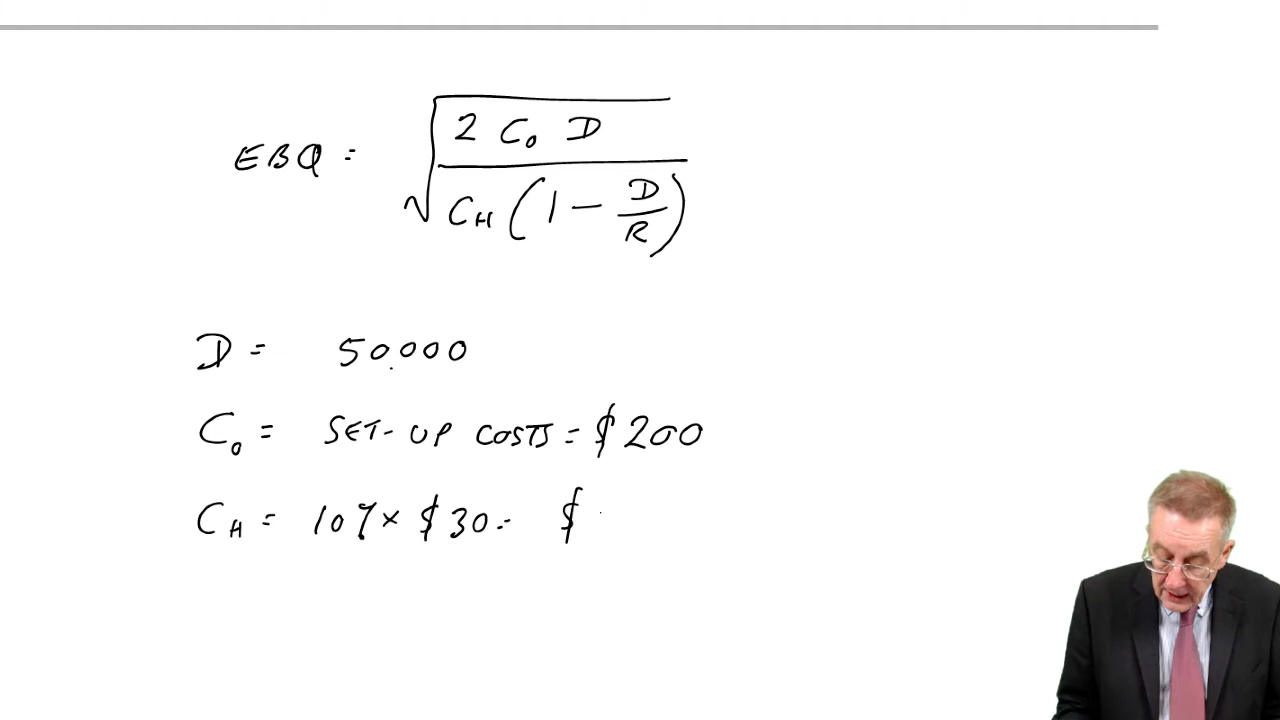 EBQ = √(2 C₀ D / C_H (1 - D/R))
D = 50,000
C₀ = SET-UP COSTS = $200
C_H = 10% × $30 = $